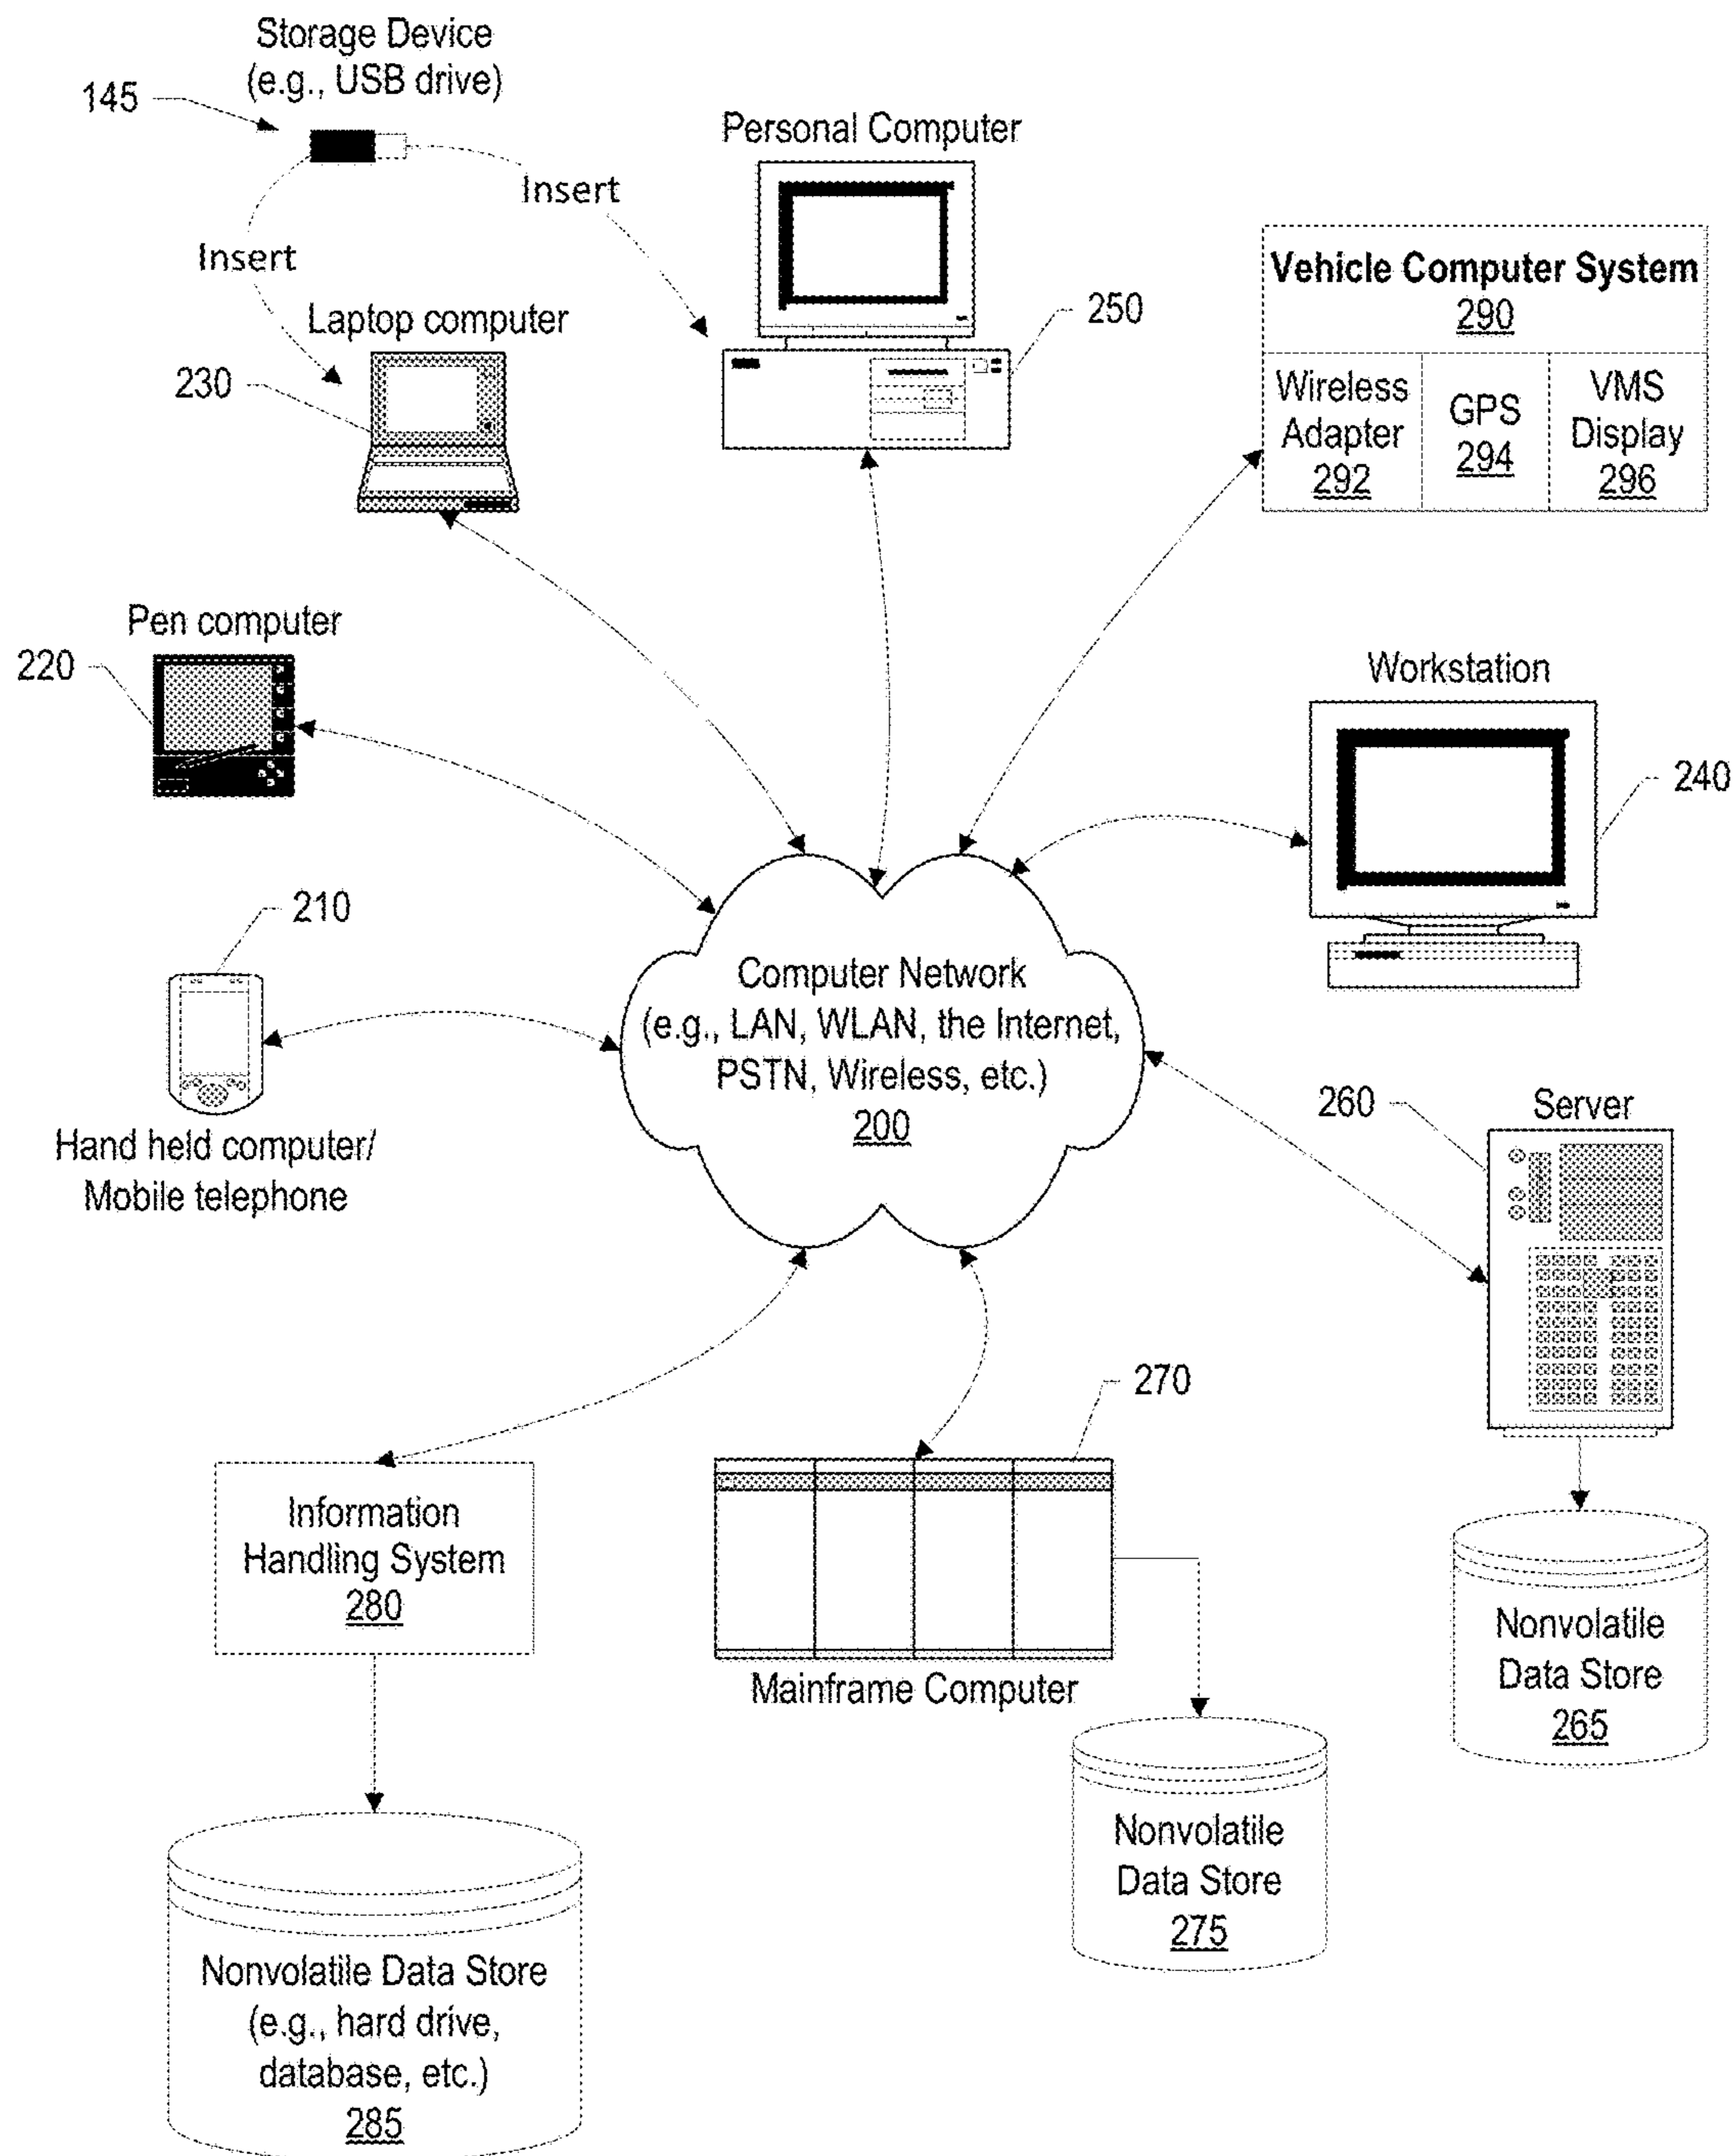 Storage Device
(e.g., USB drive)
145
Insert
Insert
Personal Computer
250
Laptop computer
230
Vehicle Computer System
290
Wireless
Adapter
292
GPS
294
VMS
Display
296
Pen computer
220
Workstation
240
210
Hand held computer/
Mobile telephone
Computer Network
(e.g., LAN, WLAN, the Internet,
PSTN, Wireless, etc.)
200
260
Server
Nonvolatile
Data Store
265
270
Mainframe Computer
Nonvolatile
Data Store
275
Information
Handling System
280
Nonvolatile Data Store
(e.g., hard drive,
database, etc.)
285